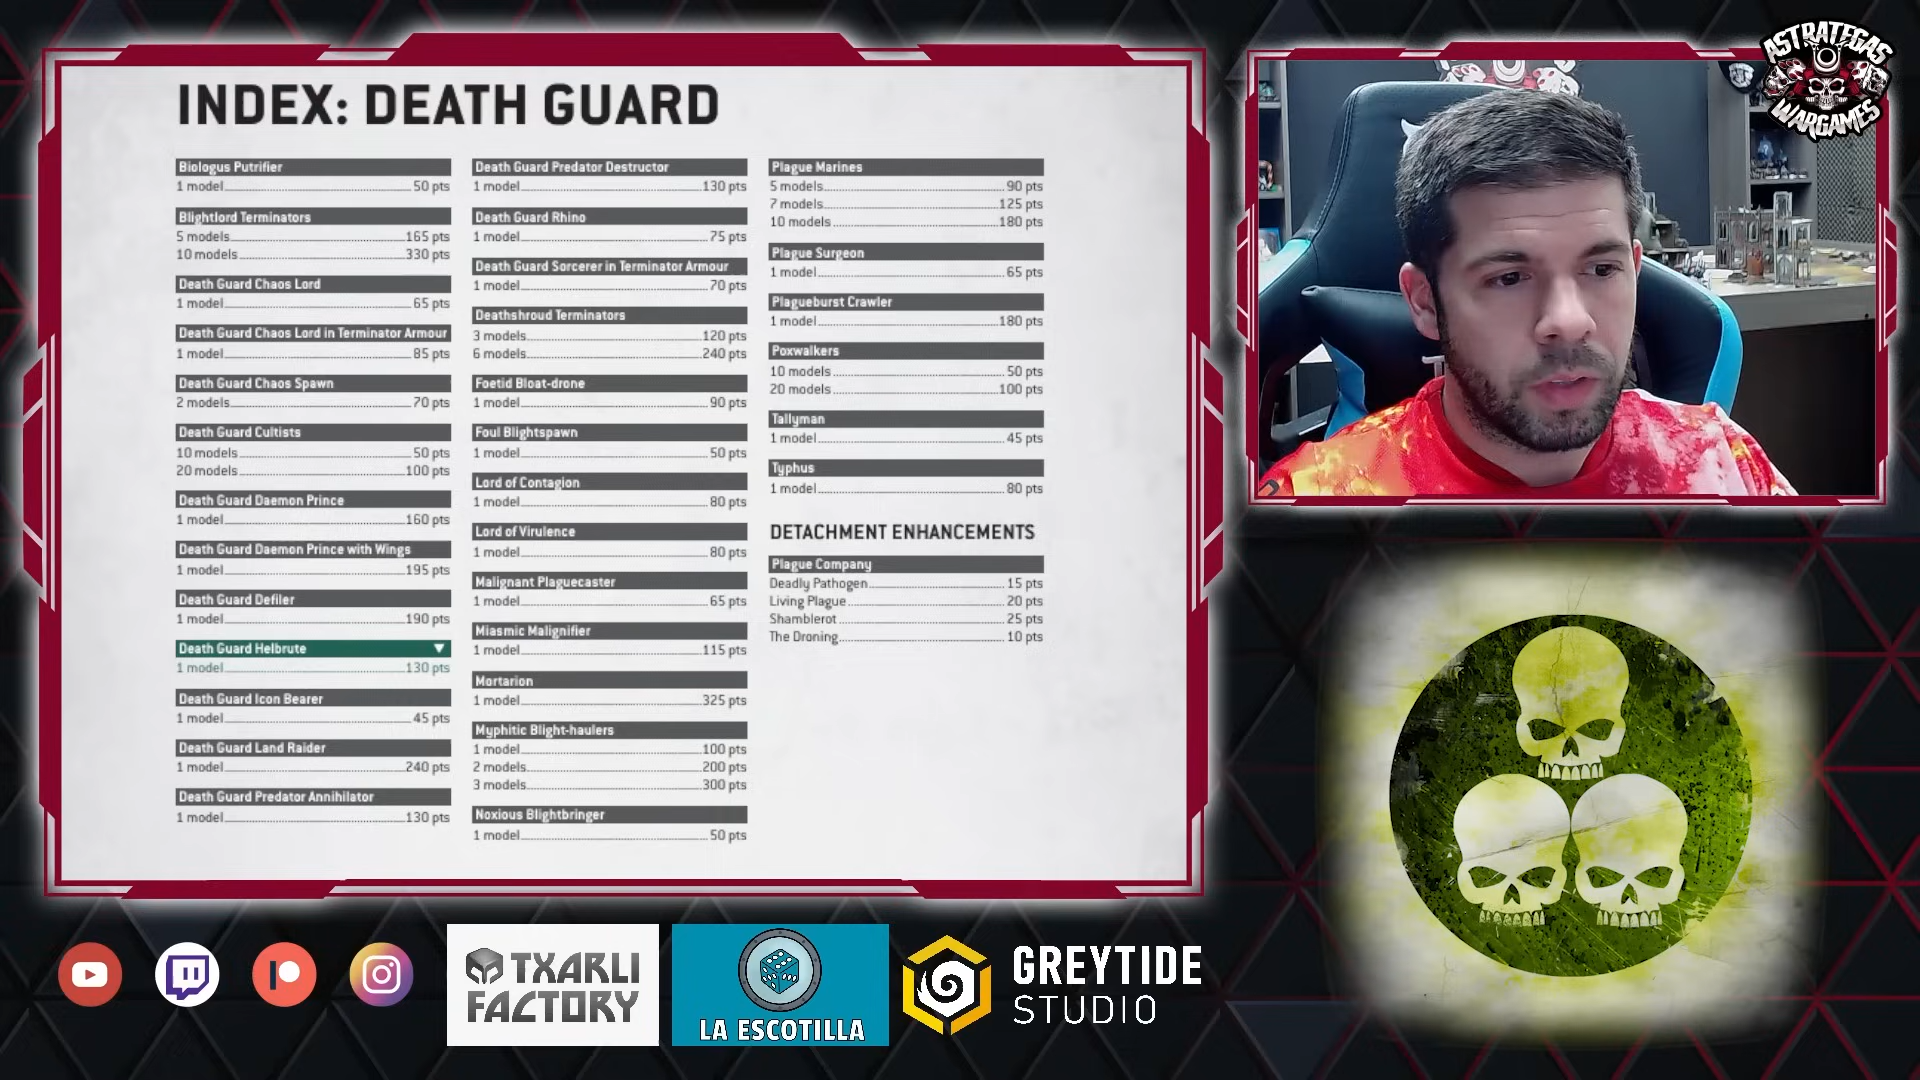 INDEX: DEATH GUARD
Biologus Putrifier
1 model 50 pts
Blightlord Terminators
5 models 165 pts
10 models 330 pts
Death Guard Chaos Lord
1 model 65 pts
Death Guard Chaos Lord in Terminator Armour
1 model 85 pts
Death Guard Chaos Spawn
2 models 70 pts
Death Guard Cultists
10 models 50 pts
20 models 100 pts
Death Guard Daemon Prince
1 model 160 pts
Death Guard Daemon Prince with Wings
1 model 195 pts
Death Guard Defiler
1 model 190 pts
Death Guard Helbrute ▼
1 model 130 pts
Death Guard Icon Bearer
1 model 45 pts
Death Guard Land Raider
1 model 240 pts
Death Guard Predator Annihilator
1 model 130 pts
Death Guard Predator Destructor
1 model 130 pts
Death Guard Rhino
1 model 75 pts
Death Guard Sorcerer in Terminator Armour
1 model 70 pts
Deathshroud Terminators
3 models 120 pts
6 models 240 pts
Foetid Bloat-drone
1 model 90 pts
Foul Blightspawn
1 model 50 pts
Lord of Contagion
1 model 80 pts
Lord of Virulence
1 model 80 pts
Malignant Plaguecaster
1 model 65 pts
Miasmic Malignifier
1 model 115 pts
Mortarion
1 model 325 pts
Myphitic Blight-haulers
1 model 100 pts
2 models 200 pts
3 models 300 pts
Noxious Blightbringer
1 model 50 pts
Plague Marines
5 models 90 pts
7 models 125 pts
10 models 180 pts
Plague Surgeon
1 model 65 pts
Plagueburst Crawler
1 model 180 pts
Poxwalkers
10 models 50 pts
20 models 100 pts
Tallyman
1 model 45 pts
Typhus
1 model 80 pts
DETACHMENT ENHANCEMENTS
Plague Company
Deadly Pathogen 15 pts
Living Plague 20 pts
Shamblerot 25 pts
The Droning 10 pts
ASTRATEGAS
WARGAMES
TXARLI
FACTORY
LA ESCOTILLA
GREYTIDE
STUDIO